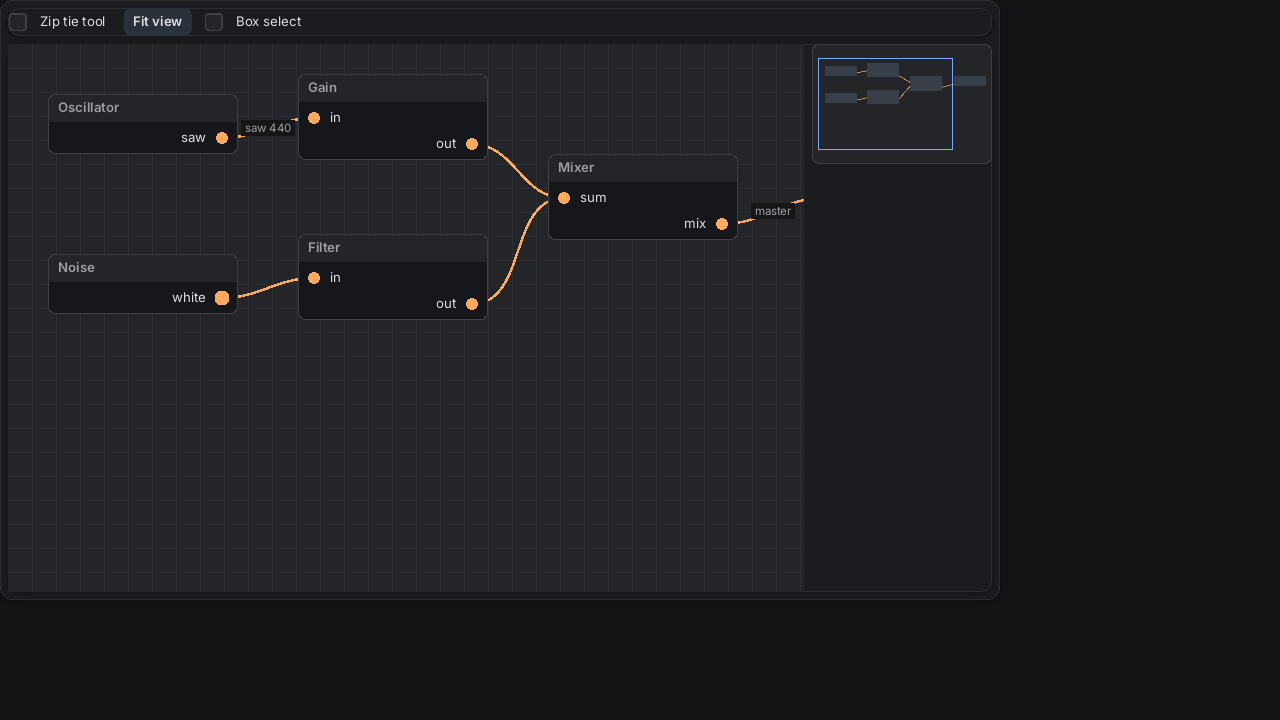 Zip tie tool
Fit view
Box select
Oscillator
saw
saw 440
Gain
in
out
Mixer
sum
mix
master
Noise
white
Filter
in
out